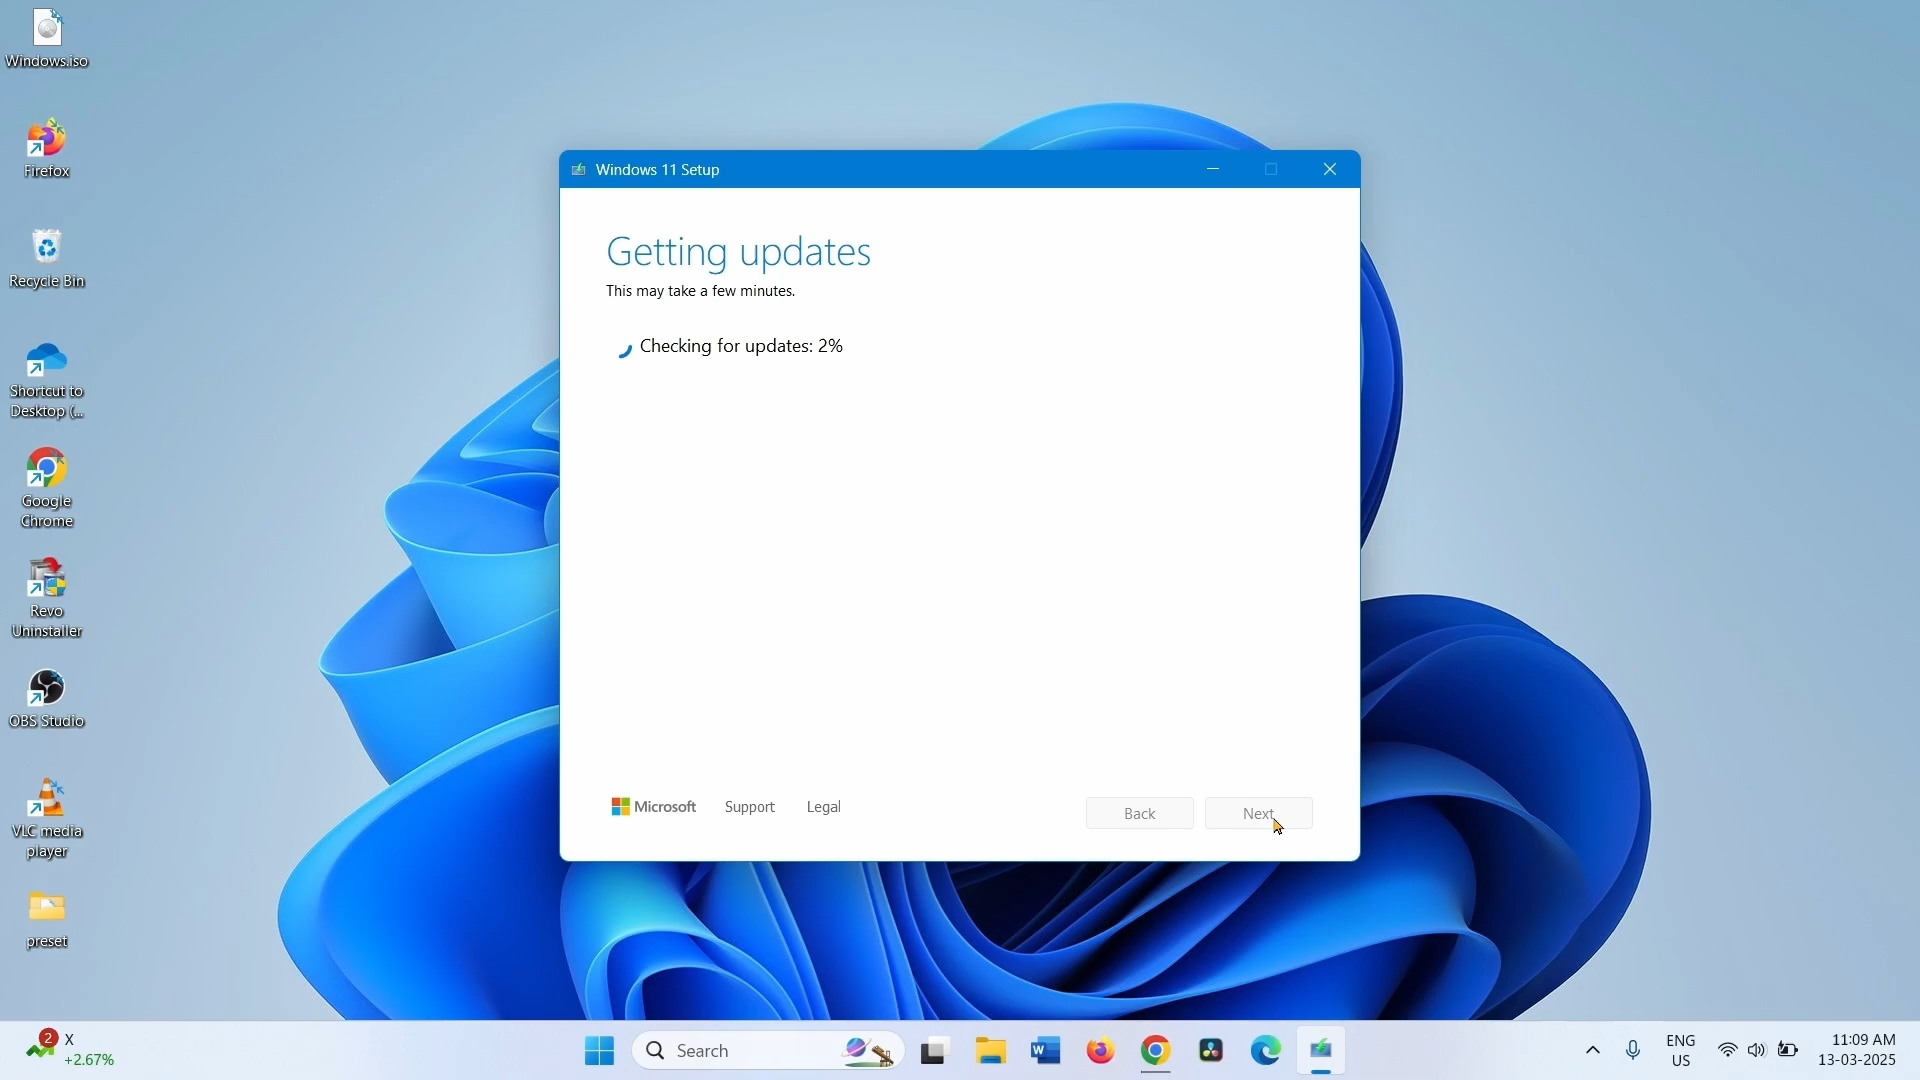 Windows.iso
Firefox
Recycle Bin
Shortcut to
Desktop (...
Google
Chrome
Revo
Uninstaller
OBS Studio
VLC media
player
preset
Windows 11 Setup
Getting updates
This may take a few minutes.
Checking for updates: 2%
Microsoft
Support
Legal
Back
Next
2
X
+2.67%
Search
W
ENG
US
11:09 AM
13-03-2025